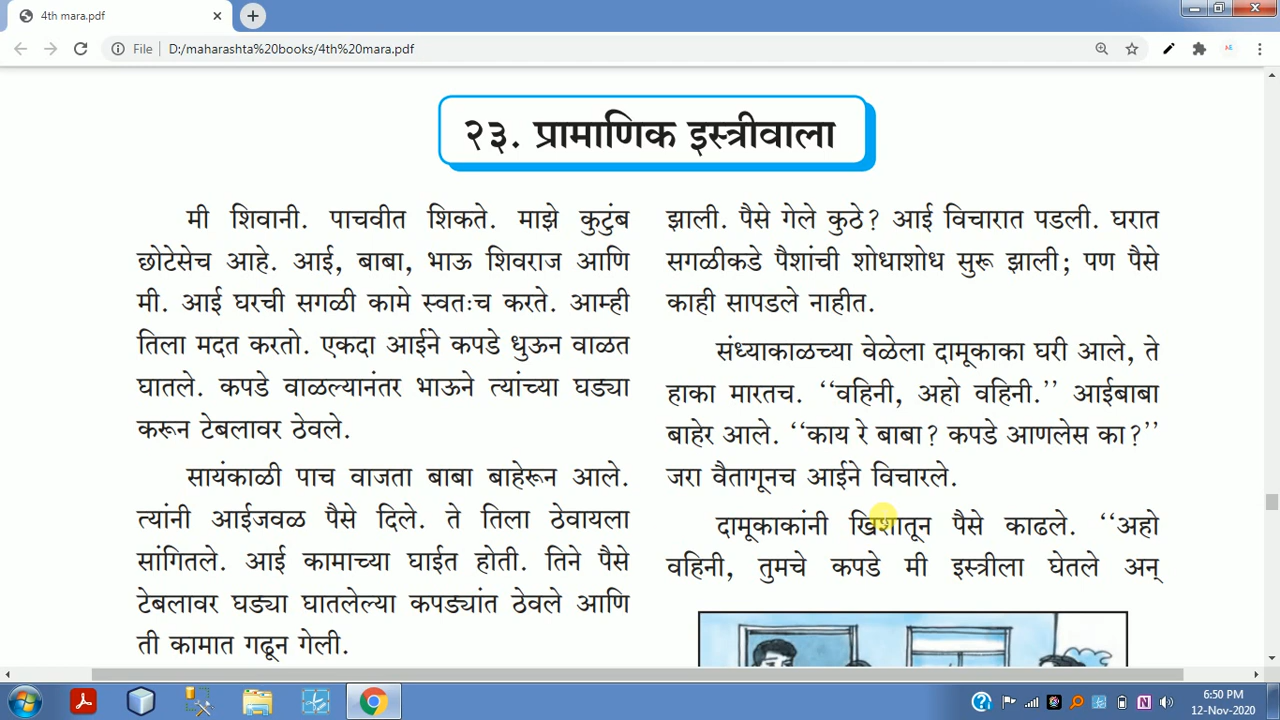 4th mara.pdf
File
D:/maharashta%20books/4th%20mara.pdf
२३. प्रामाणिक इस्त्रीवाला
मी शिवानी. पाचवीत शिकते. माझे कुटुंब
छोटेसेच आहे. आई, बाबा, भाऊ शिवराज आणि
मी. आई घरची सगळी कामे स्वतःच करते. आम्ही
तिला मदत करतो. एकदा आईने कपडे धुऊन वाळत
घातले. कपडे वाळल्यानंतर भाऊने त्यांच्या घड्या
करून टेबलावर ठेवले.
सायंकाळी पाच वाजता बाबा बाहेरून आले.
त्यांनी आईजवळ पैसे दिले. ते तिला ठेवायला
सांगितले. आई कामाच्या घाईत होती. तिने पैसे
टेबलावर घड्या घातलेल्या कपड्यांत ठेवले आणि
ती कामात गढून गेली.
झाली. पैसे गेले कुठे? आई विचारात पडली. घरात
सगळीकडे पैशांची शोधाशोध सुरू झाली; पण पैसे
काही सापडले नाहीत.
संध्याकाळच्या वेळेला दामूकाका घरी आले, ते
हाका मारतच. ‘‘वहिनी, अहो वहिनी.’’ आईबाबा
बाहेर आले. ‘‘काय रे बाबा? कपडे आणलेस का?’’
जरा वैतागूनच आईने विचारले.
दामूकाकांनी खिशातून पैसे काढले. ‘‘अहो
वहिनी, तुमचे कपडे मी इस्त्रीला घेतले अन्
6:50 PM
12-Nov-2020